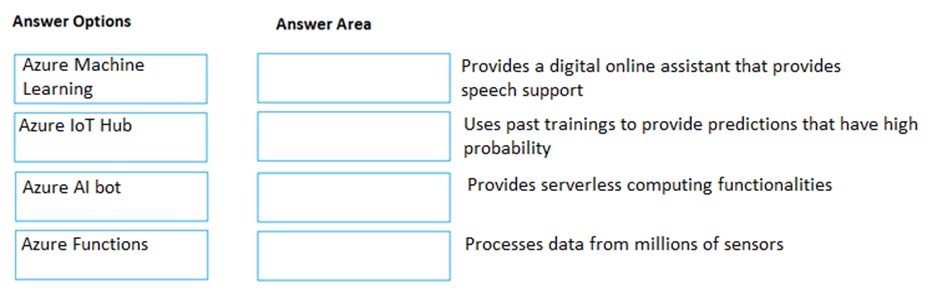 Answer Options
Answer Area
Azure Machine
Learning
Provides a digital online assistant that provides
speech support
Azure IoT Hub
Uses past trainings to provide predictions that have high
probability
Azure AI bot
Provides serverless computing functionalities
Azure Functions
Processes data from millions of sensors